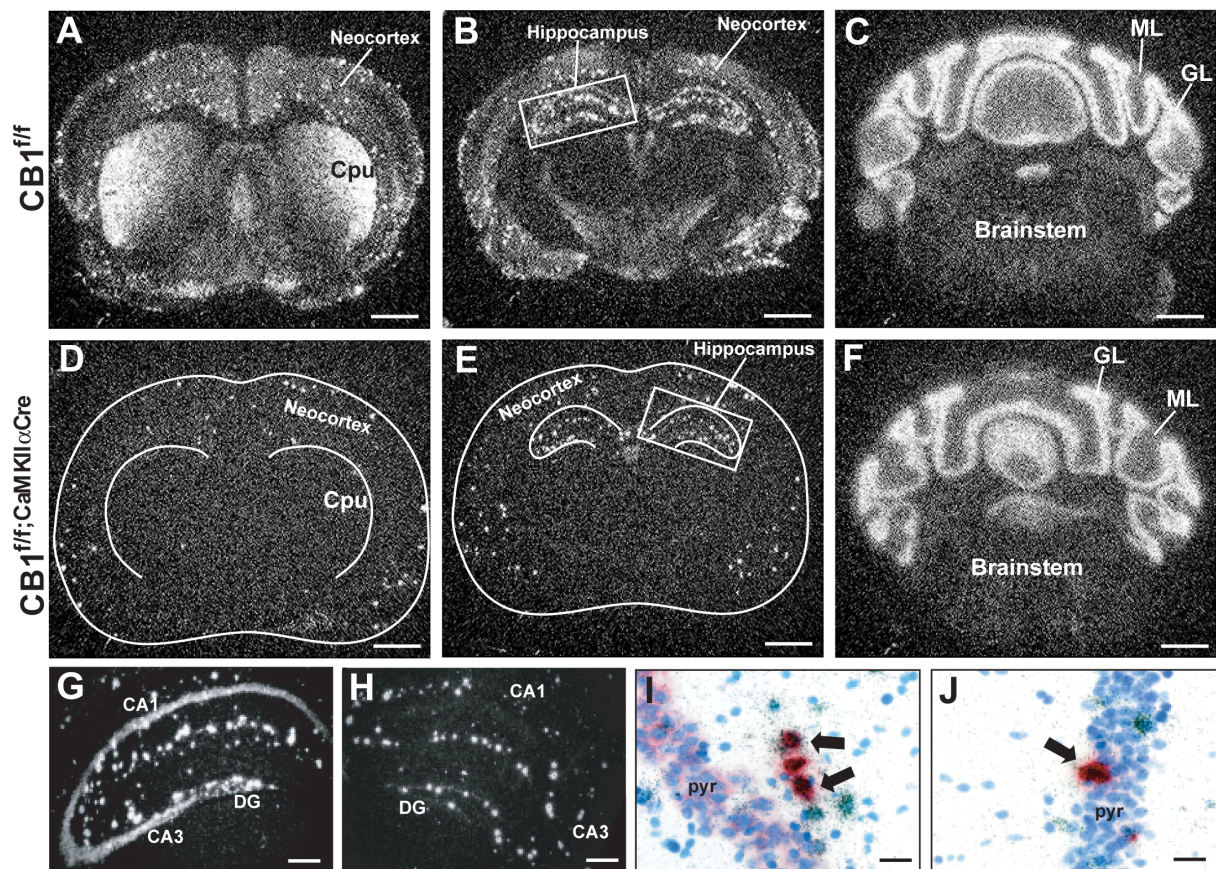 A
Neocortex
Cpu
B
Hippocampus
Neocortex
C
ML
GL
Brainstem
CB1f/f
D
Neocortex
Cpu
E
Hippocampus
Neocortex
F
GL
ML
Brainstem
CB1f/f;CaMKIIαCre
G
CA1
DG
CA3
H
CA1
DG
CA3
I
pyr
J
pyr